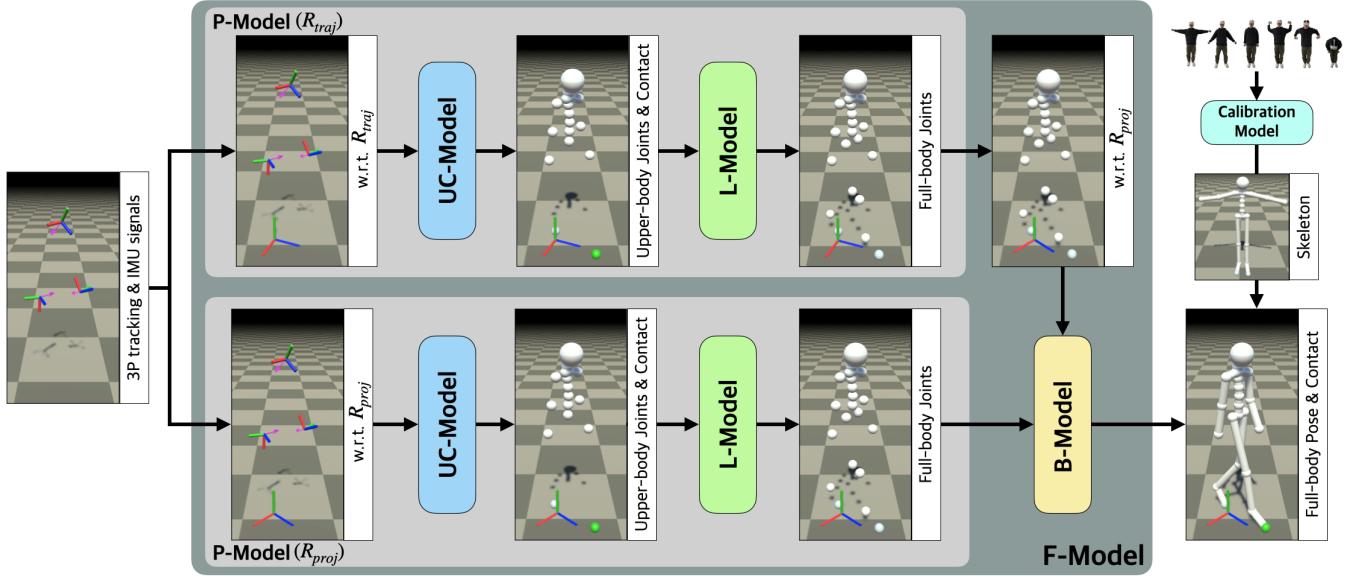 P-Model (R_traj)
3P tracking & IMU signals
w.r.t. R_traj
UC-Model
Upper-body Joints & Contact
L-Model
Full-body Joints
w.r.t. R_proj
Calibration
Model
Skeleton
w.r.t. R_proj
UC-Model
Upper-body Joints & Contact
L-Model
Full-body Joints
B-Model
Full-body Pose & Contact
P-Model (R_proj)
F-Model